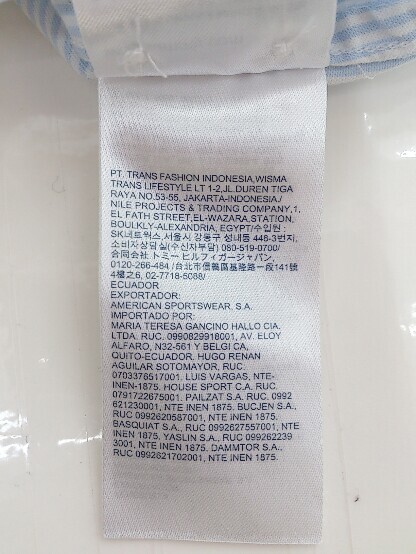 PT. TRANS FASHION INDONESIA,WISMA
TRANS LIFESTYLE LT 1-2,JL.DUREN TIGA
RAYA NO.53-55, JAKARTA-INDONESIA./
NILE PROJECTS & TRADING COMPANY,1,
EL FATH STREET,EL-WAZARA,STATION,
BOULKLY-ALEXANDRIA, EGYPT/수입원 :
SK네트웍스,서울시 강동구 성내동 446-3번지,
소비자상담실(수신자부담) 080-519-0700/
合同会社 トミー ヒルフィガージャパン,
0120-266-484 /台北市信義區基隆路一段141號
4樓之6, 02-7718-5088/
ECUADOR
EXPORTADOR:
AMERICAN SPORTSWEAR, S.A.
IMPORTADO POR:
MARIA TERESA GANCINO HALLO CIA.
LTDA. RUC. 0990829918001, AV. ELOY
ALFARO, N32-561 Y BELGI CA,
QUITO-ECUADOR. HUGO RENAN
AGUILAR SOTOMAYOR, RUC:
0703376517001. LUIS VARGAS, NTE-
INEN-1875. HOUSE SPORT C.A. RUC.
0791722675001. PAILZAT S.A. RUC. 0992
621230001, NTE INEN 1875. BUCJEN S.A.,
RUC 0992620587001, NTE INEN 1875.
BASQUIAT S.A., RUC 0992627557001, NTE
INEN 1875. YASLIN S.A., RUC 099262239
3001, NTE INEN 1875. DAMMTOR S.A.,
RUC 0992621702001, NTE INEN 1875.